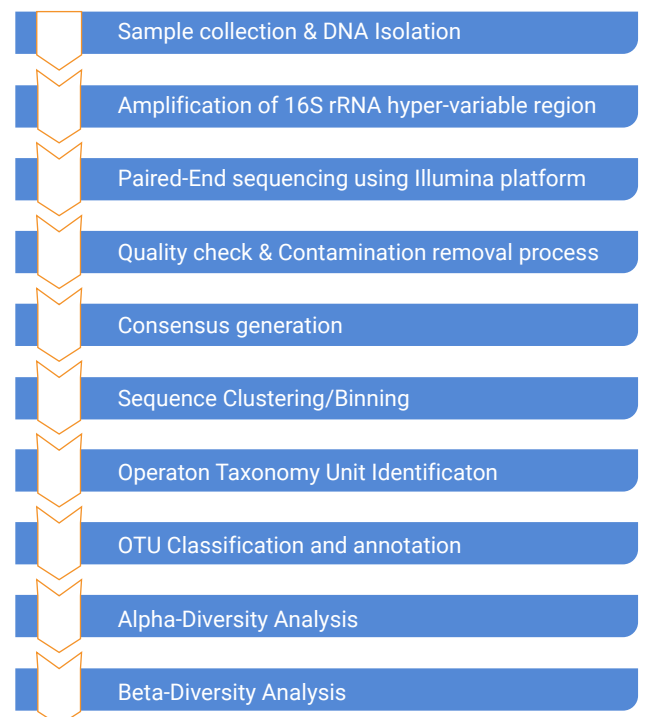 Sample collection & DNA Isolation
Amplification of 16S rRNA hyper-variable region
Paired-End sequencing using Illumina platform
Quality check & Contamination removal process
Consensus generation
Sequence Clustering/Binning
Operaton Taxonomy Unit Identificaton
OTU Classification and annotation
Alpha-Diversity Analysis
Beta-Diversity Analysis